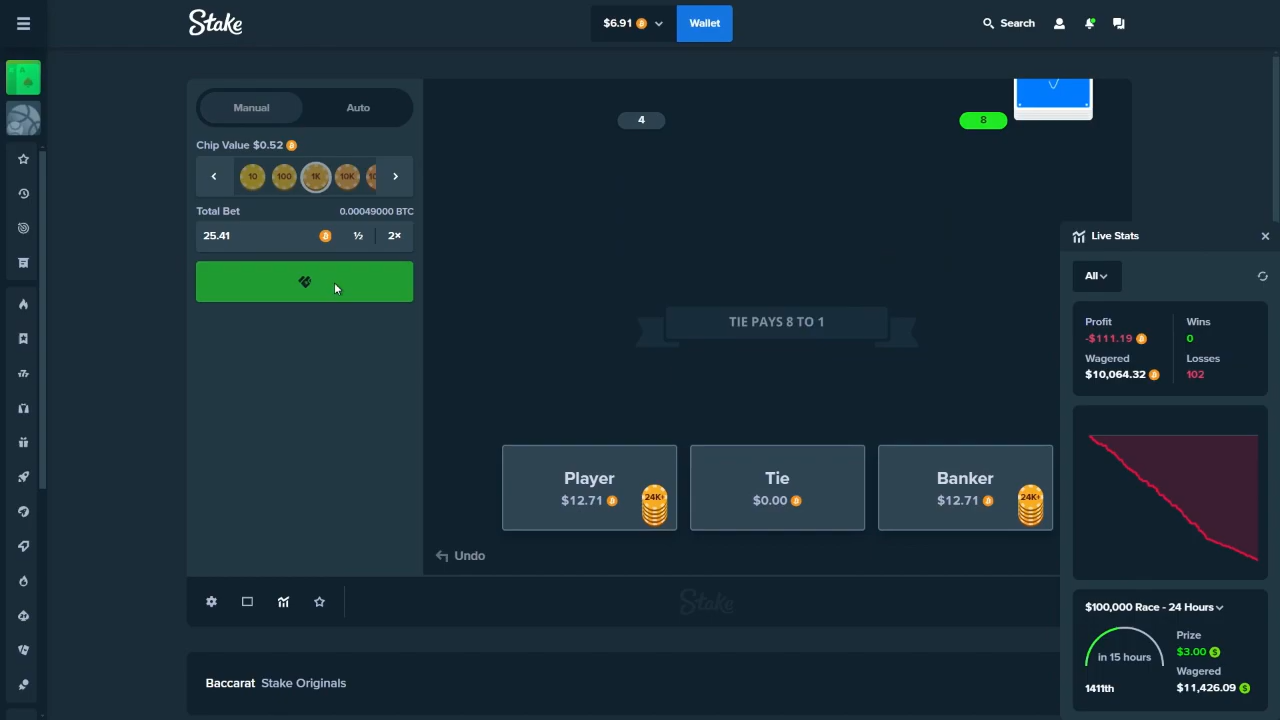 Stake
$6.91
Wallet
Search
Manual
Auto
Chip Value $0.52
10
100
1K
10K
Total Bet
0.00049000 BTC
25.41
½
2×
4
8
TIE PAYS 8 TO 1
Player
$12.71
24K+
Tie
$0.00
Banker
$12.71
24K+
Undo
Stake
Baccarat Stake Originals
Live Stats
All
Profit
-$111.19
Wins
0
Wagered
$10,064.32
Losses
102
$100,000 Race - 24 Hours
in 15 hours
Prize
$3.00
Wagered
$11,426.09
1411th